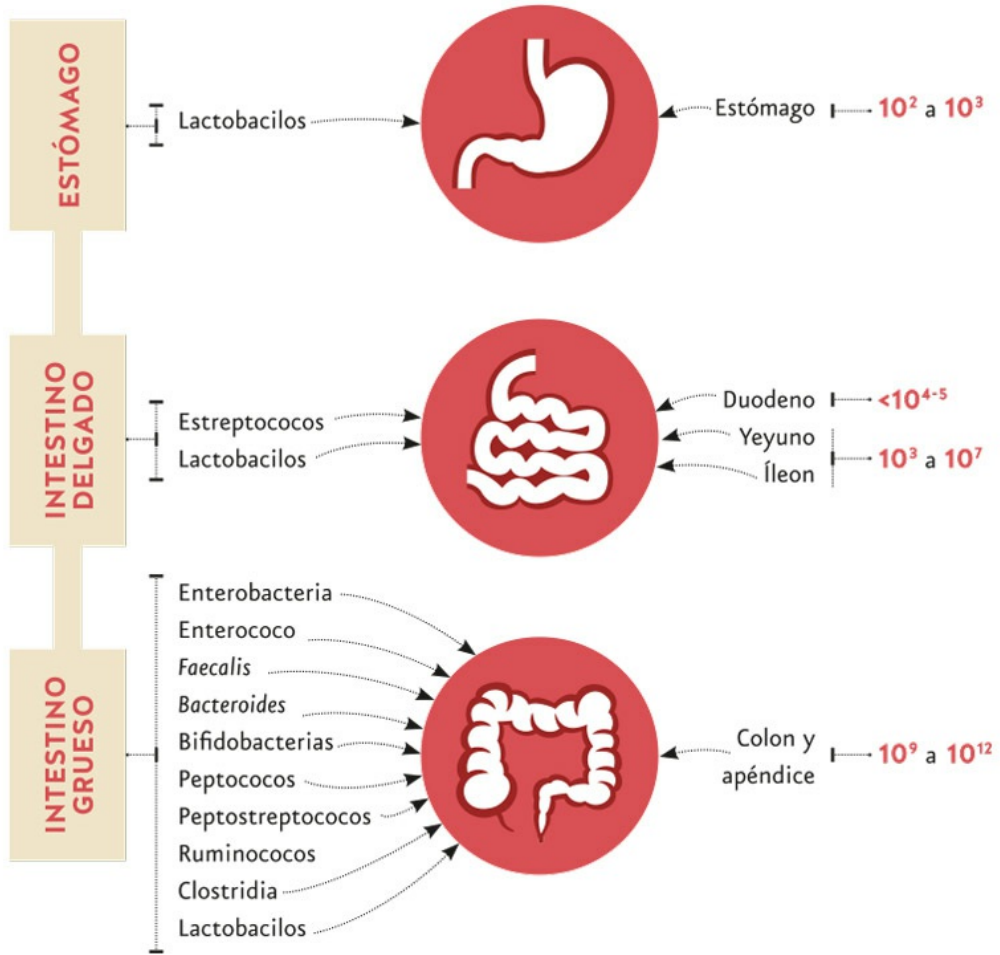 ESTÓMAGO
Lactobacilos
Estómago
10² a 10³
INTESTINO
DELGADO
Estreptococos
Lactobacilos
Duodeno
<10⁴⁻⁵
Yeyuno
Íleon
10³ a 10⁷
INTESTINO
GRUESO
Enterobacteria
Enterococo
Faecalis
Bacteroides
Bifidobacterias
Peptococos
Peptostreptococos
Ruminococos
Clostridia
Lactobacilos
Colon y
apéndice
10⁹ a 10¹²